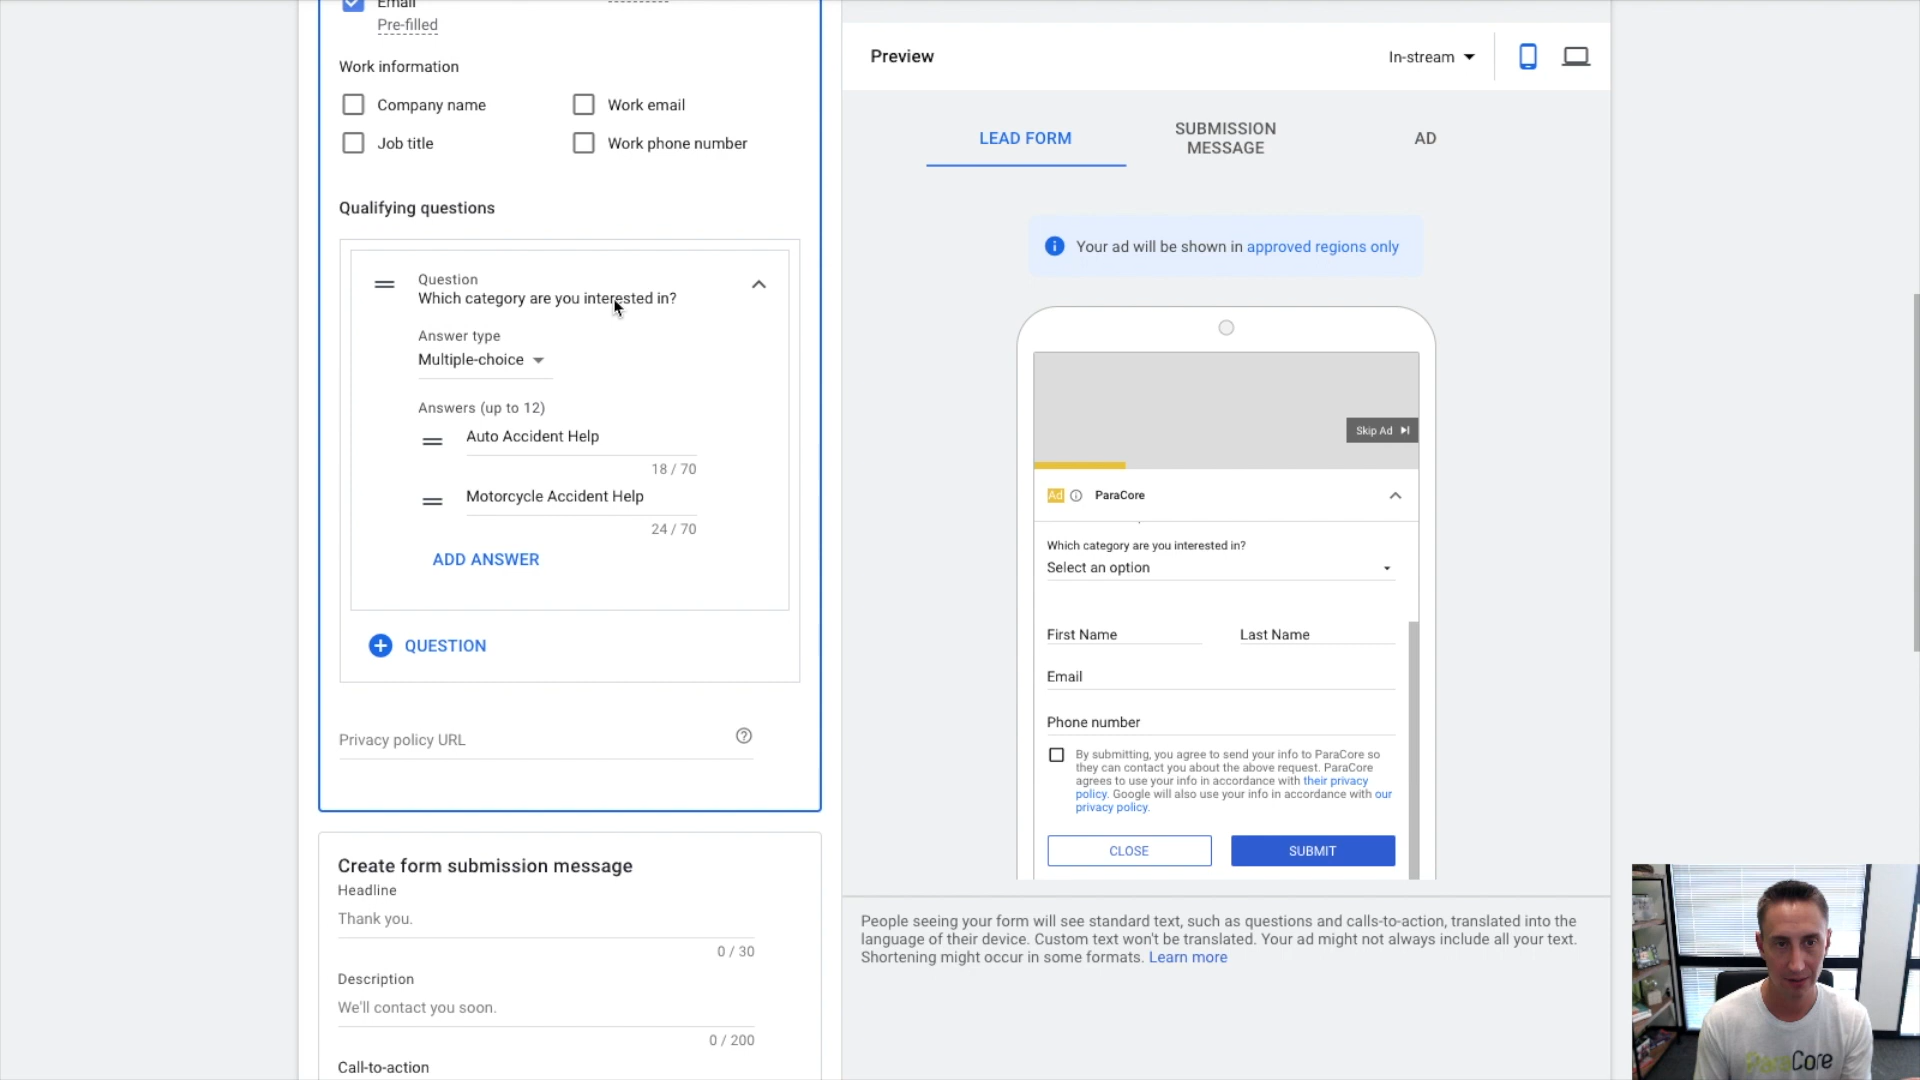 Email
Pre-filled
Work information
Company name
Work email
Job title
Work phone number
Qualifying questions
Question
Which category are you interested in?
Answer type
Multiple-choice
Answers (up to 12)
Auto Accident Help
18 / 70
Motorcycle Accident Help
24 / 70
ADD ANSWER
QUESTION
Privacy policy URL
Create form submission message
Headline
Thank you.
0 / 30
Description
We'll contact you soon.
0 / 200
Call-to-action
Preview
In-stream
LEAD FORM
SUBMISSION
MESSAGE
AD
Your ad will be shown in approved regions only
Skip Ad
Ad ParaCore
Which category are you interested in?
Select an option
First Name
Last Name
Email
Phone number
By submitting, you agree to send your info to ParaCore so
they can contact you about the above request. ParaCore
agrees to use your info in accordance with their privacy
policy. Google will also use your info in accordance with our
privacy policy.
CLOSE
SUBMIT
People seeing your form will see standard text, such as questions and calls-to-action, translated into the
language of their device. Custom text won't be translated. Your ad might not always include all your text.
Shortening might occur in some formats. Learn more
ParaCore